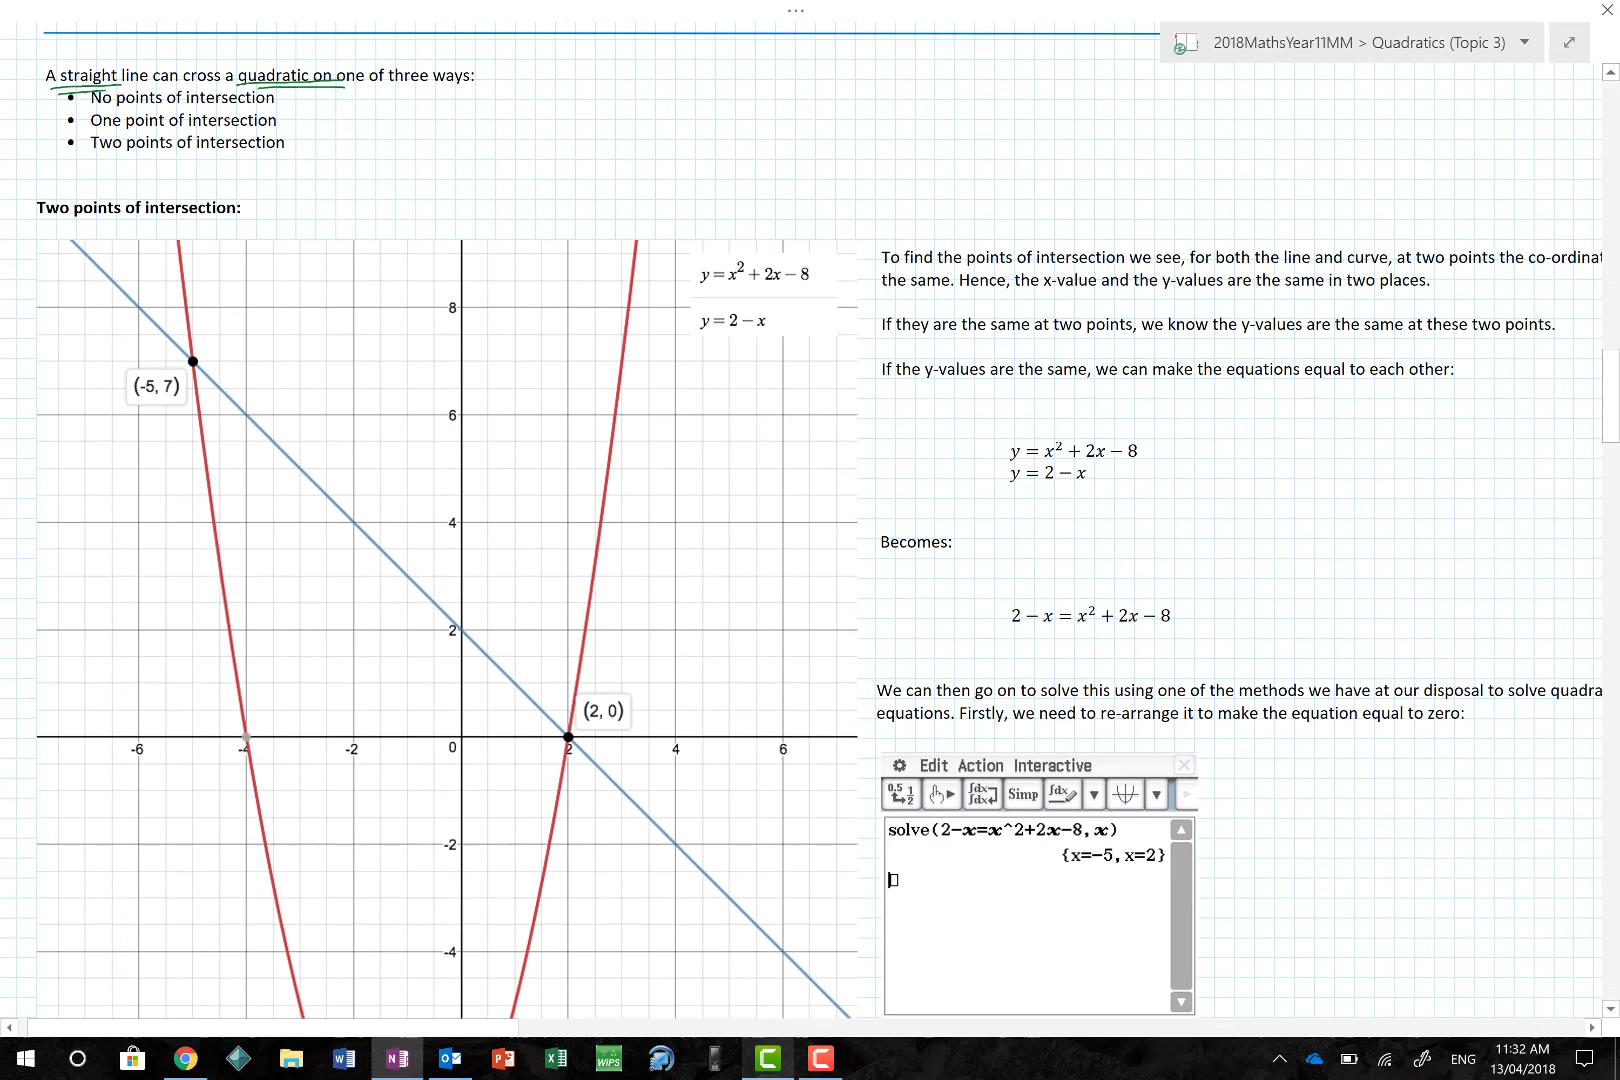 2018MathsYear11MM > Quadratics (Topic 3)
A straight line can cross a quadratic on one of three ways:
• No points of intersection
• One point of intersection
• Two points of intersection
Two points of intersection:
y = x² + 2x − 8
y = 2 − x
8
6
4
2
0
-2
-4
-6
-4
-2
2
4
6
(-5, 7)
(2, 0)
To find the points of intersection we see, for both the line and curve, at two points the co-ordinat
the same. Hence, the x-value and the y-values are the same in two places.
If they are the same at two points, we know the y-values are the same at these two points.
If the y-values are the same, we can make the equations equal to each other:
y = x² + 2x − 8
y = 2 − x
Becomes:
2 − x = x² + 2x − 8
We can then go on to solve this using one of the methods we have at our disposal to solve quadra
equations. Firstly, we need to re-arrange it to make the equation equal to zero:
Edit Action Interactive
0.5 1 2 ∫dx ∫dx Simp ∫dx
solve(2-x=x^2+2x-8,x)
{x=-5,x=2}
WiPS
ENG
11:32 AM
13/04/2018